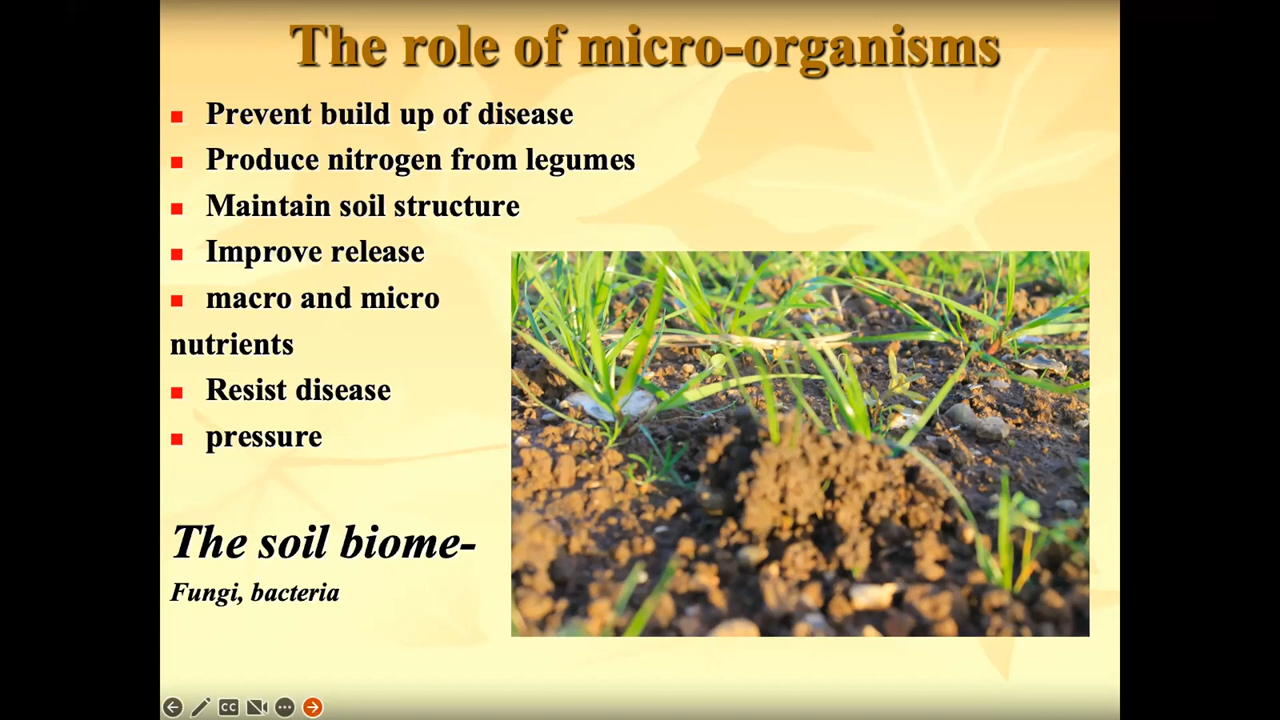 The role of micro-organisms
Prevent build up of disease
Produce nitrogen from legumes
Maintain soil structure
Improve release
macro and micro
nutrients
Resist disease
pressure
The soil biome-
Fungi, bacteria
CC